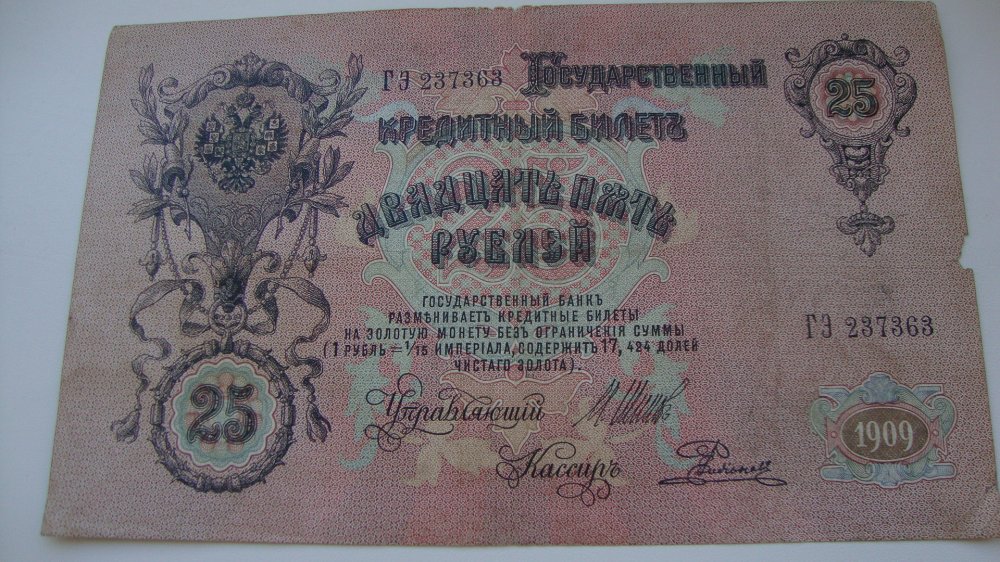 ГЭ 237363
Государственный
25
Кредитный Билетъ
Двадцать Пять
Рублей
ГОСУДАРСТВЕННЫЙ БАНКЪ
РАЗМѢНИВАЕТЪ КРЕДИТНЫЕ БИЛЕТЫ
НА ЗОЛОТУЮ МОНЕТУ БЕЗЪ ОГРАНИЧЕНІЯ СУММЫ
(1 РУБЛЬ = 1/15 ИМПЕРІАЛА, СОДЕРЖИТЪ 17, 424 ДОЛЕЙ
ЧИСТАГО ЗОЛОТА).
ГЭ 237363
25
Управляющій
Кассиръ
1909